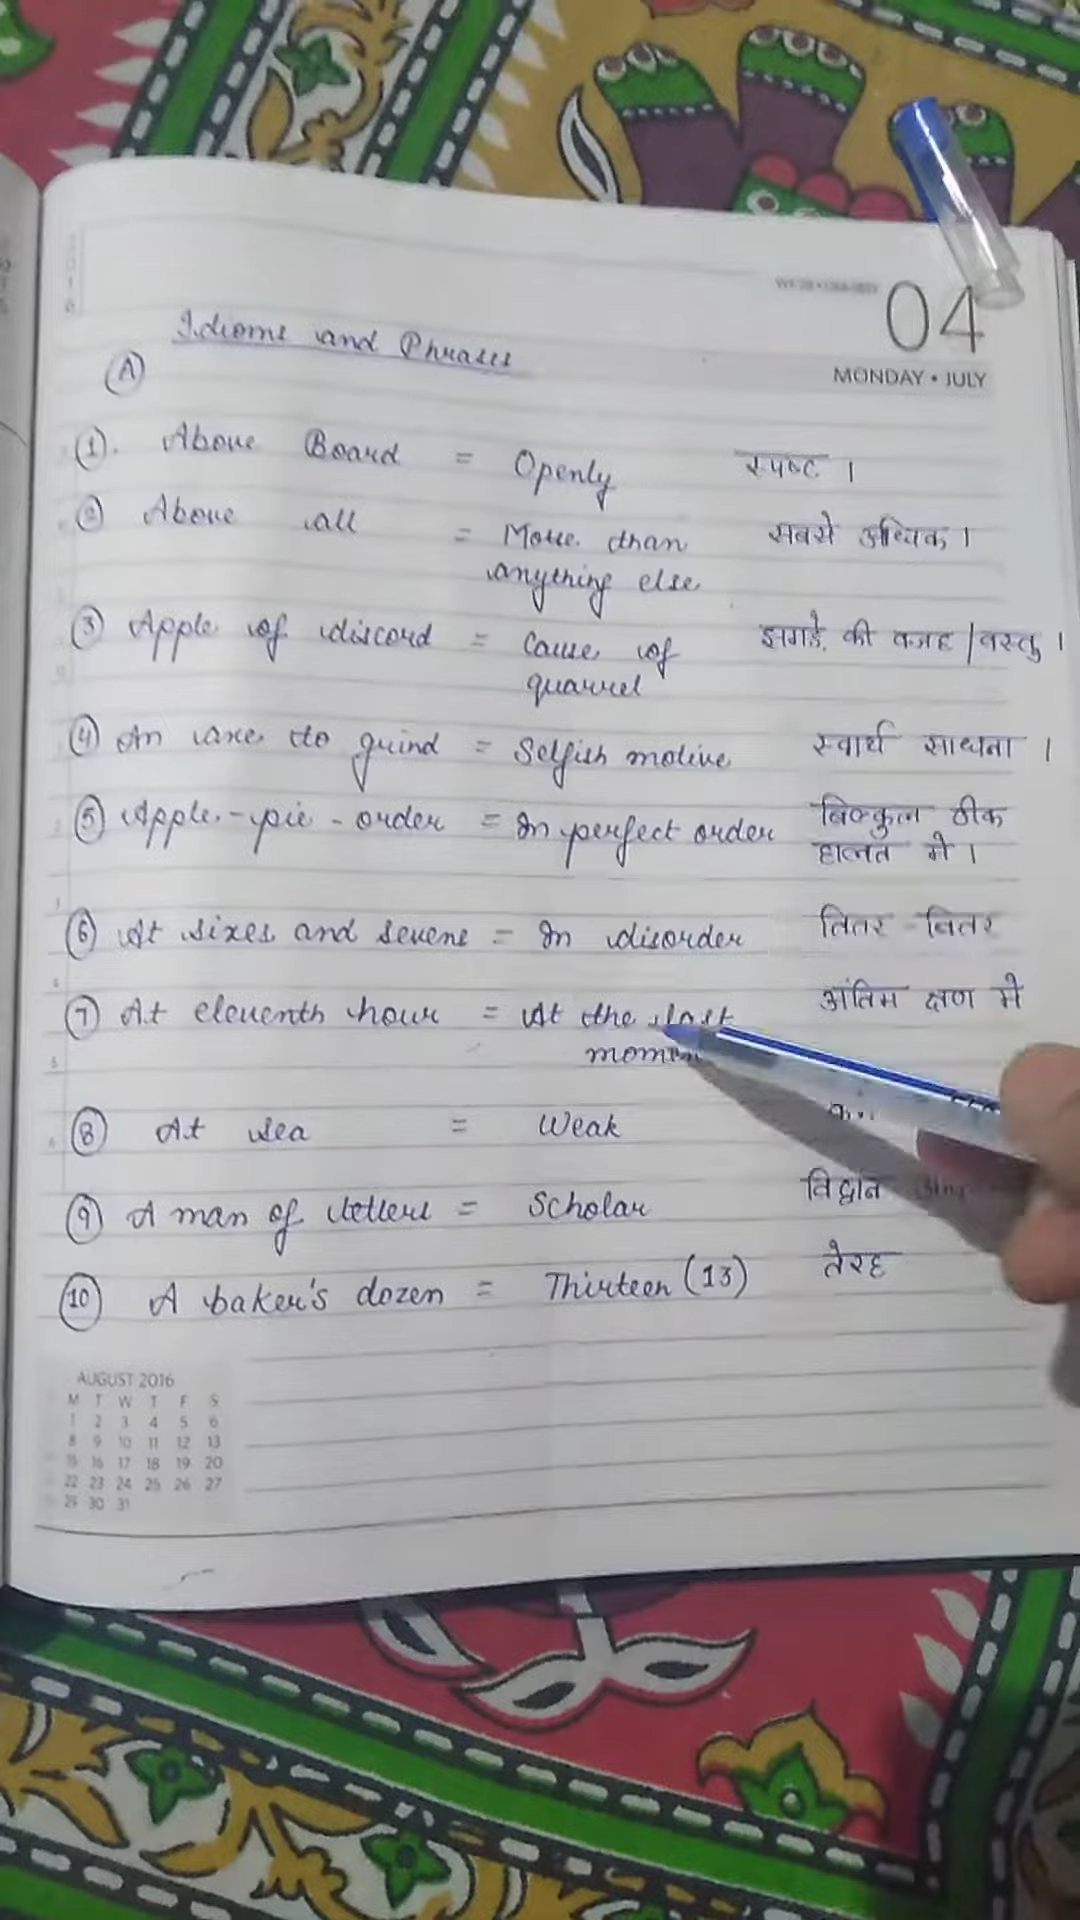 04
MONDAY • JULY
Idioms and Phrases
(A)
(1). Above Board = Openly स्पष्ट ।
(2) Above all = More than सबसे अधिक ।
anything else
(3) Apple of discord = Cause of झगड़े की वजह / वस्तु ।
quarrel
(4) An axe to grind = Selfish motive स्वार्थ साधना ।
(5) Apple-pie-order = In perfect order बिल्कुल ठीक
हालत में ।
(6) At sixes and sevens = In disorder तितर-बितर
(7) At eleventh hour = At the last अंतिम क्षण में
(8) At sea = Weak
(9) A man of letters = Scholar विद्वान
(10) A baker's dozen = Thirteen (13) तेरह
AUGUST 2016
M T W T F S
1 2 3 4 5 6
8 9 10 11 12 13
15 16 17 18 19 20
22 23 24 25 26 27
29 30 31